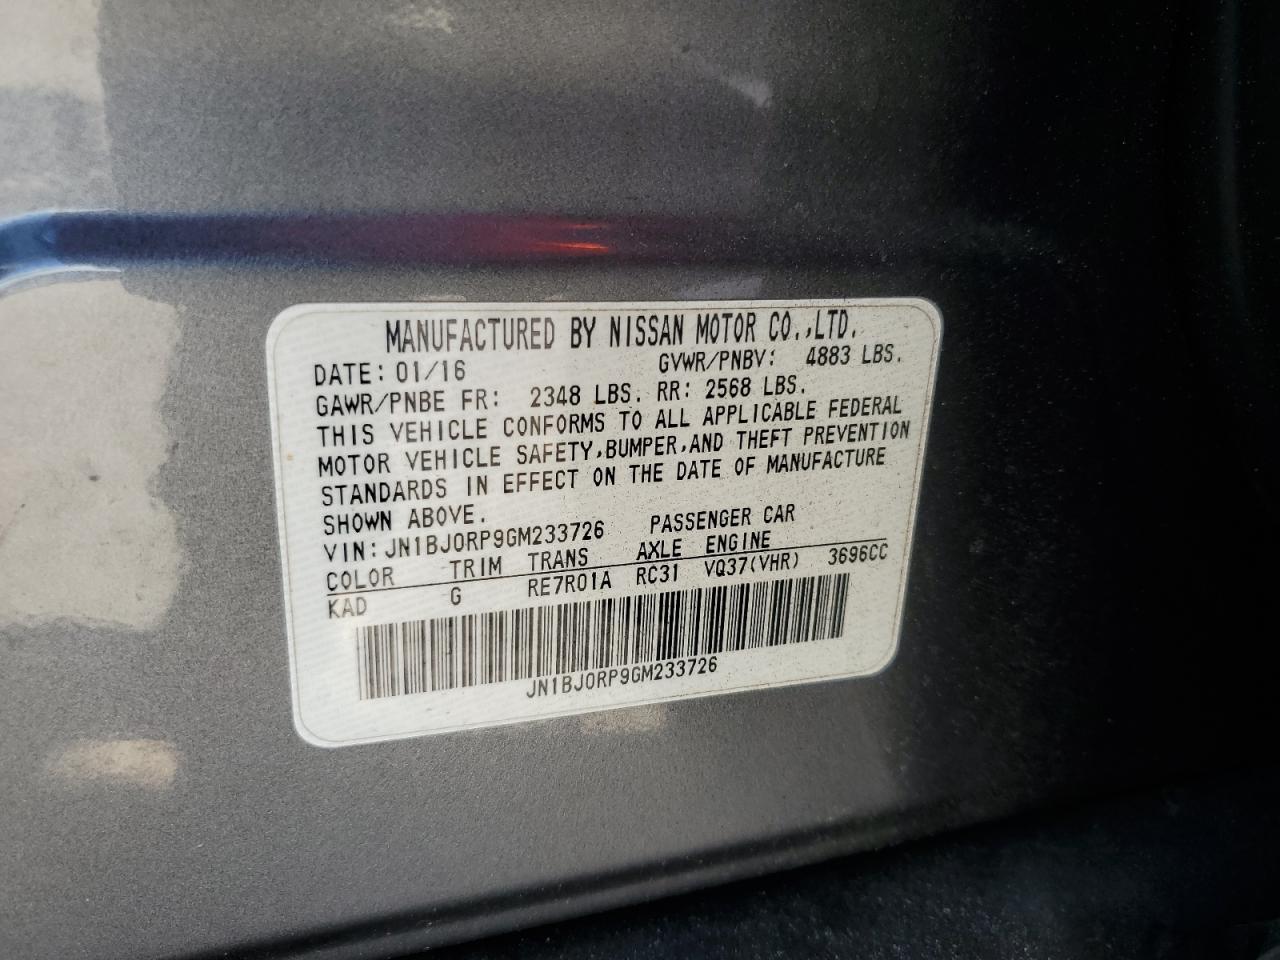 MANUFACTURED BY NISSAN MOTOR CO.,LTD.
DATE: 01/16 GVWR/PNBV: 4883 LBS.
GAWR/PNBE FR: 2348 LBS. RR: 2568 LBS.
THIS VEHICLE CONFORMS TO ALL APPLICABLE FEDERAL
MOTOR VEHICLE SAFETY,BUMPER,AND THEFT PREVENTION
STANDARDS IN EFFECT ON THE DATE OF MANUFACTURE
SHOWN ABOVE.
VIN:JN1BJ0RP9GM233726 PASSENGER CAR
COLOR TRIM TRANS AXLE ENGINE
KAD G RE7R01A RC31 VQ37(VHR) 3696CC
JN1BJ0RP9GM233726